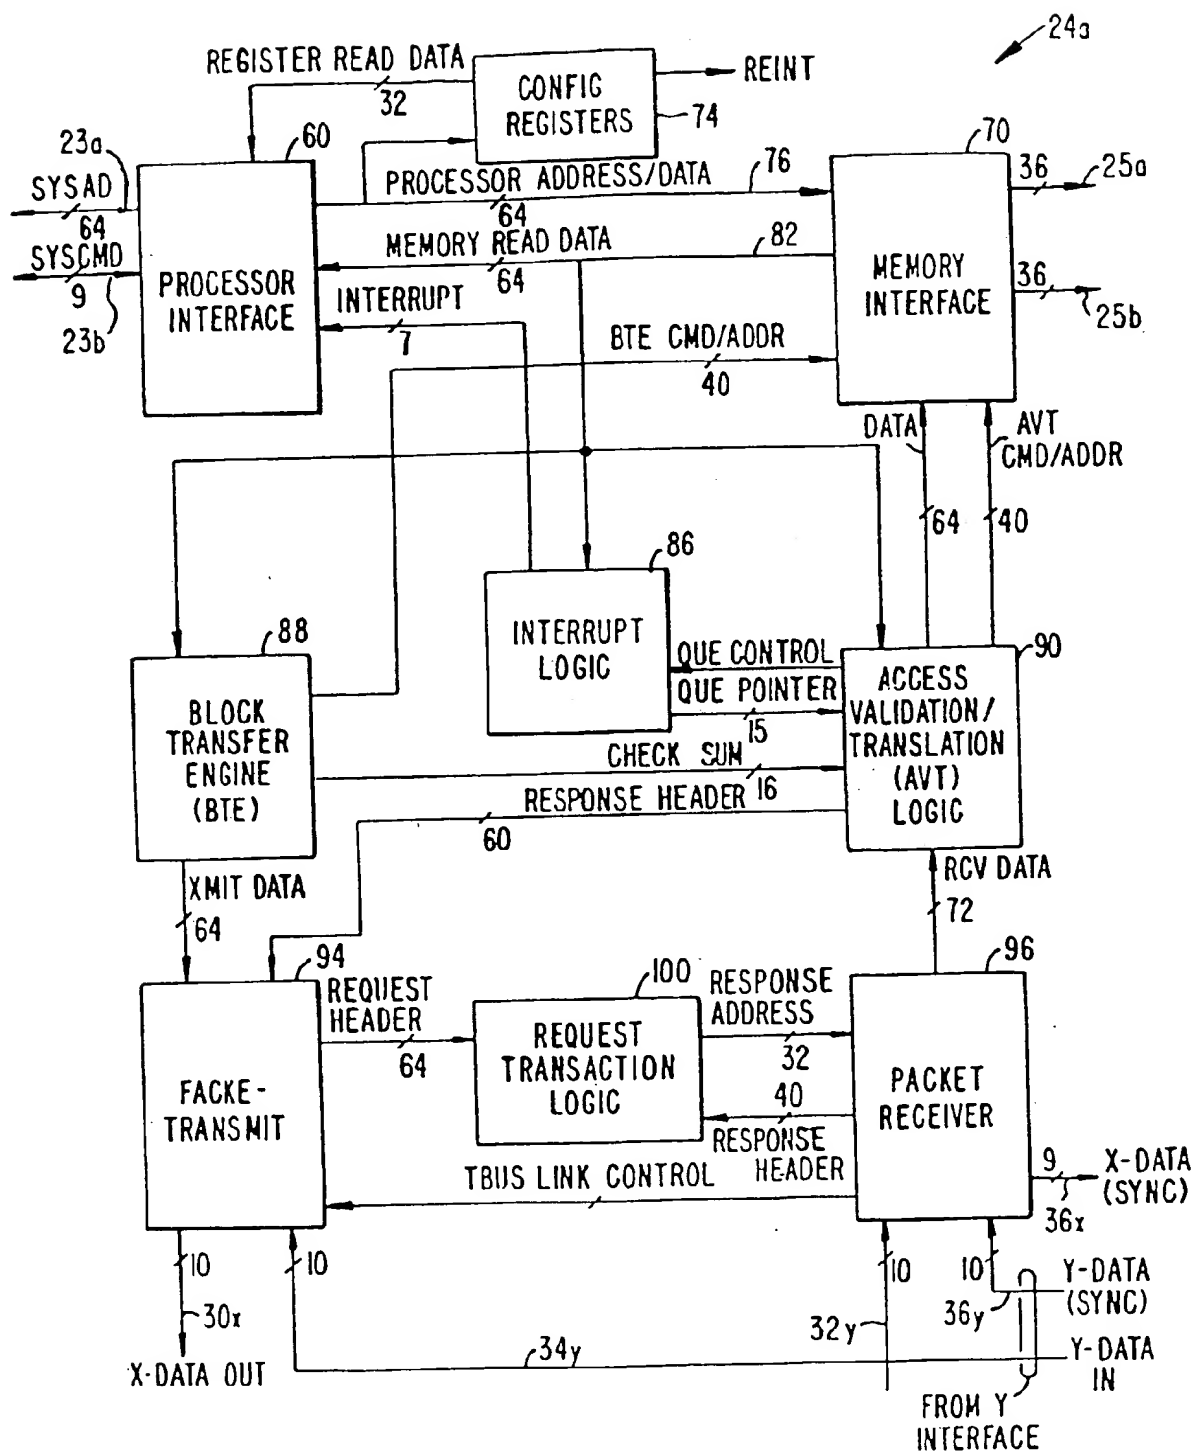 24a
REGISTER READ DATA
32
CONFIG
REGISTERS
REINT
74
23a
60
SYSAD
64
SYSCMD
9
23b
PROCESSOR
INTERFACE
PROCESSOR ADDRESS/DATA
64
76
MEMORY READ DATA
64
82
INTERRUPT
7
BTE CMD/ADDR
40
70
MEMORY
INTERFACE
36
25a
36
25b
DATA
AVT
CMD/ADDR
64
40
86
INTERRUPT
LOGIC
88
BLOCK
TRANSFER
ENGINE
(BTE)
QUE CONTROL
QUE POINTER
15
CHECK SUM
16
RESPONSE HEADER
60
90
ACCESS
VALIDATION/
TRANSLATION
(AVT)
LOGIC
XMIT DATA
64
RCV DATA
72
94
FACKE-
TRANSMIT
REQUEST
HEADER
64
100
REQUEST
TRANSACTION
LOGIC
RESPONSE
ADDRESS
32
40
RESPONSE
HEADER
96
PACKET
RECEIVER
TBUS LINK CONTROL
9
X-DATA
(SYNC)
36x
10
30x
X-DATA OUT
10
34y
10
32y
10
36y
Y-DATA
(SYNC)
Y-DATA
IN
FROM Y
INTERFACE